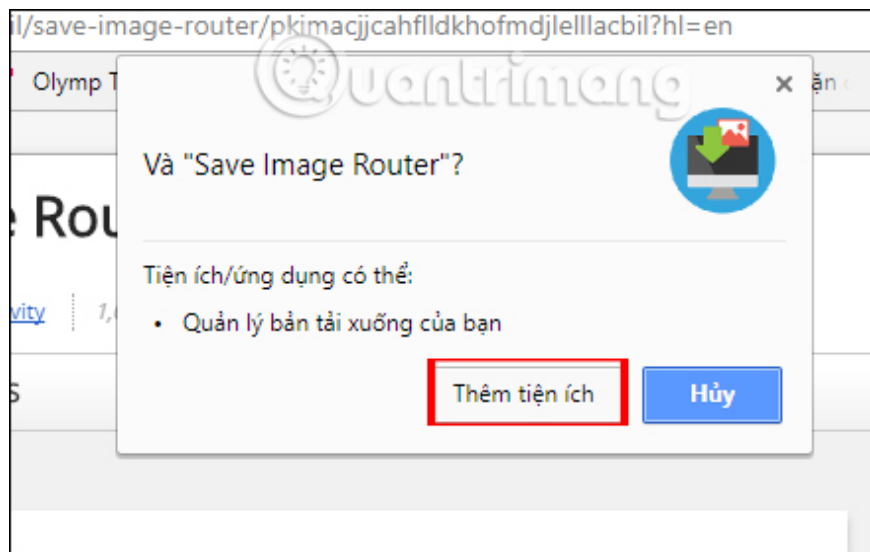 il/save-image-router/pkimacjjcahflldkhofmdjlelllacbil?hl=en
Olymp T
Quantrimang
Và "Save Image Router"?
Rou
Tiện ích/ứng dụng có thể:
vity
• Quản lý bản tải xuống của bạn
Thêm tiện ích
Hủy